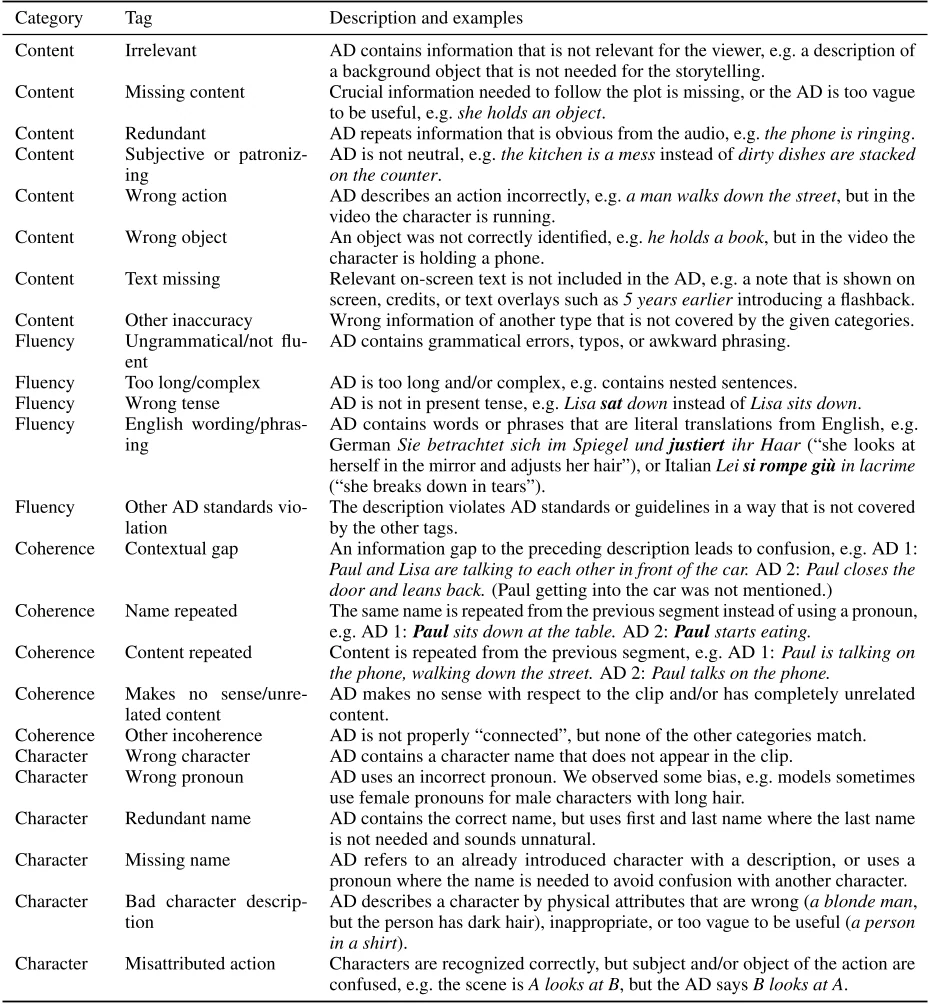 Category Tag Description and examples
Content Irrelevant AD contains information that is not relevant for the viewer, e.g. a description of
a background object that is not needed for the storytelling.
Content Missing content Crucial information needed to follow the plot is missing, or the AD is too vague
to be useful, e.g. she holds an object.
Content Redundant AD repeats information that is obvious from the audio, e.g. the phone is ringing.
Content Subjective or patroniz- AD is not neutral, e.g. the kitchen is a mess instead of dirty dishes are stacked
ing on the counter.
Content Wrong action AD describes an action incorrectly, e.g. a man walks down the street, but in the
video the character is running.
Content Wrong object An object was not correctly identified, e.g. he holds a book, but in the video the
character is holding a phone.
Content Text missing Relevant on-screen text is not included in the AD, e.g. a note that is shown on
screen, credits, or text overlays such as 5 years earlier introducing a flashback.
Content Other inaccuracy Wrong information of another type that is not covered by the given categories.
Fluency Ungrammatical/not flu- AD contains grammatical errors, typos, or awkward phrasing.
ent
Fluency Too long/complex AD is too long and/or complex, e.g. contains nested sentences.
Fluency Wrong tense AD is not in present tense, e.g. Lisa sat down instead of Lisa sits down.
Fluency English wording/phras- AD contains words or phrases that are literal translations from English, e.g.
ing German Sie betrachtet sich im Spiegel und justiert ihr Haar (“she looks at
herself in the mirror and adjusts her hair”), or Italian Lei si rompe giù in lacrime
(“she breaks down in tears”).
Fluency Other AD standards vio- The description violates AD standards or guidelines in a way that is not covered
lation by the other tags.
Coherence Contextual gap An information gap to the preceding description leads to confusion, e.g. AD 1:
Paul and Lisa are talking to each other in front of the car. AD 2: Paul closes the
door and leans back. (Paul getting into the car was not mentioned.)
Coherence Name repeated The same name is repeated from the previous segment instead of using a pronoun,
e.g. AD 1: Paul sits down at the table. AD 2: Paul starts eating.
Coherence Content repeated Content is repeated from the previous segment, e.g. AD 1: Paul is talking on
the phone, walking down the street. AD 2: Paul talks on the phone.
Coherence Makes no sense/unre- AD makes no sense with respect to the clip and/or has completely unrelated
lated content content.
Coherence Other incoherence AD is not properly “connected”, but none of the other categories match.
Character Wrong character AD contains a character name that does not appear in the clip.
Character Wrong pronoun AD uses an incorrect pronoun. We observed some bias, e.g. models sometimes
use female pronouns for male characters with long hair.
Character Redundant name AD contains the correct name, but uses first and last name where the last name
is not needed and sounds unnatural.
Character Missing name AD refers to an already introduced character with a description, or uses a
pronoun where the name is needed to avoid confusion with another character.
Character Bad character descrip- AD describes a character by physical attributes that are wrong (a blonde man,
tion but the person has dark hair), inappropriate, or too vague to be useful (a person
in a shirt).
Character Misattributed action Characters are recognized correctly, but subject and/or object of the action are
confused, e.g. the scene is A looks at B, but the AD says B looks at A.